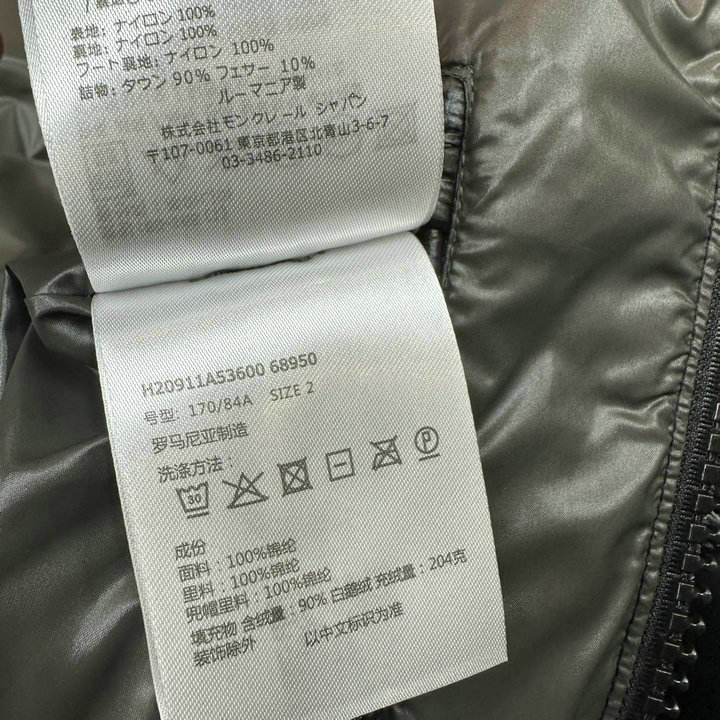 表地: ナイロン 100%
裏地: ナイロン 100%
フード裏地: ナイロン 100%
詰物: ダウン 90% フェザー 10%
ルーマニア製
株式会社モンクレール ジャパン
〒107-0061 東京都港区北青山3-6-7
03-3486-2110
H20911A53600 68950
号型: 170/84A SIZE 2
罗马尼亚制造
洗涤方法:
30
P
成份
面料: 100%锦纶
里料: 100%锦纶
兜帽里料: 100%锦纶
填充物 含绒量: 90% 白鹅绒 充绒量: 204克
装饰除外 以中文标识为准